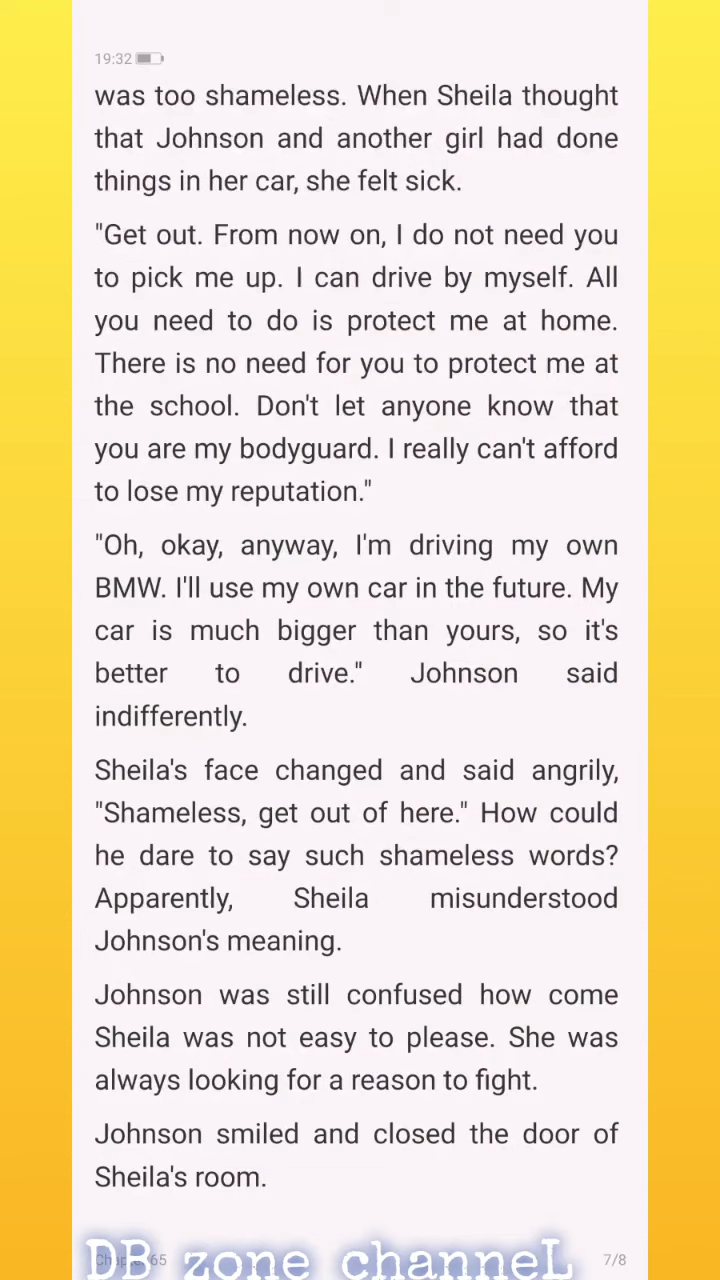 19:32
was too shameless. When Sheila thought
that Johnson and another girl had done
things in her car, she felt sick.
"Get out. From now on, I do not need you
to pick me up. I can drive by myself. All
you need to do is protect me at home.
There is no need for you to protect me at
the school. Don't let anyone know that
you are my bodyguard. I really can't afford
to lose my reputation."
"Oh, okay, anyway, I'm driving my own
BMW. I'll use my own car in the future. My
car is much bigger than yours, so it's
better to drive." Johnson said
indifferently.
Sheila's face changed and said angrily,
"Shameless, get out of here." How could
he dare to say such shameless words?
Apparently, Sheila misunderstood
Johnson's meaning.
Johnson was still confused how come
Sheila was not easy to please. She was
always looking for a reason to fight.
Johnson smiled and closed the door of
Sheila's room.
DB zone channeL
7/8